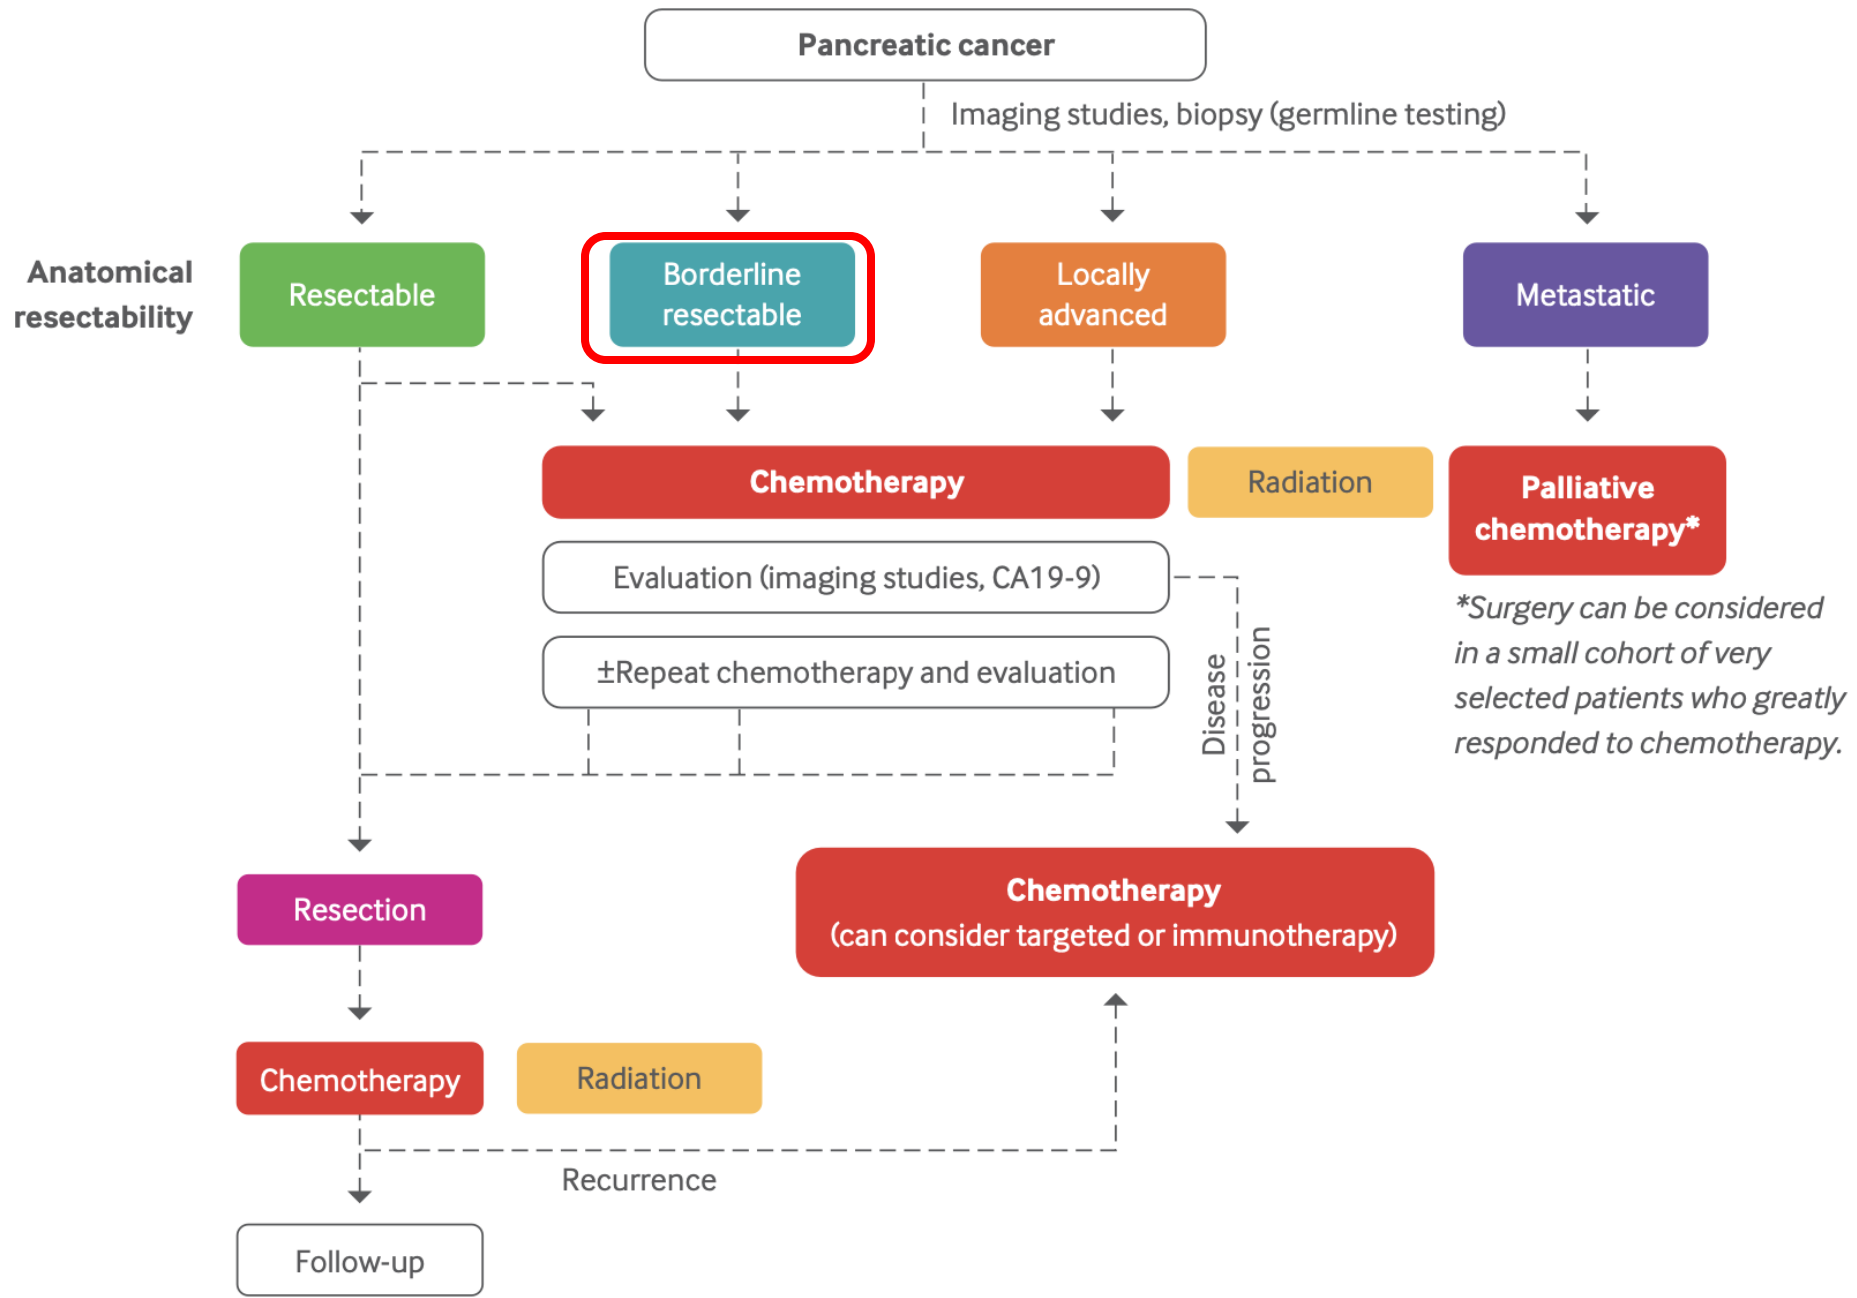 Pancreatic cancer
Imaging studies, biopsy (germline testing)
Anatomical
resectability
Resectable
Borderline
resectable
Locally
advanced
Metastatic
Chemotherapy
Radiation
Palliative
chemotherapy*
Evaluation (imaging studies, CA19-9)
±Repeat chemotherapy and evaluation
Disease
progression
*Surgery can be considered
in a small cohort of very
selected patients who greatly
responded to chemotherapy.
Resection
Chemotherapy
(can consider targeted or immunotherapy)
Chemotherapy
Radiation
Recurrence
Follow-up